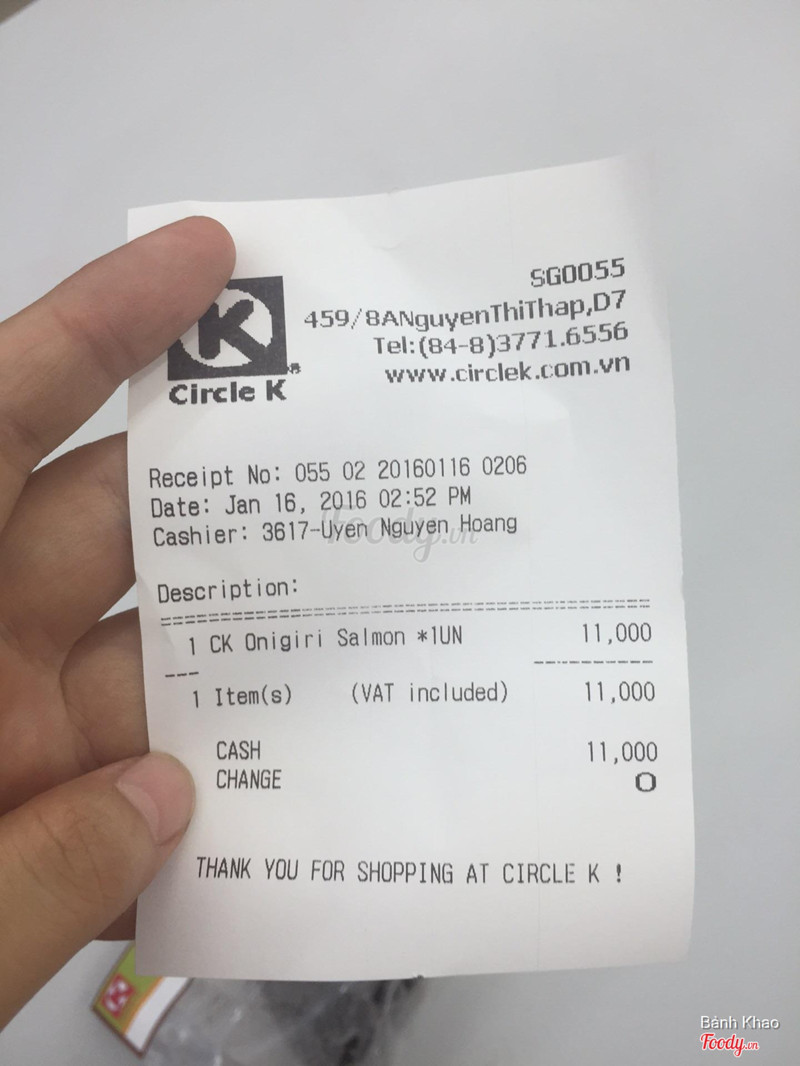 SG0055
459/8ANguyenThiThap,D7
Tel:(84-8)3771.6556
www.circlek.com.vn
K
Circle K
Receipt No: 055 02 20160116 0206
Date: Jan 16, 2016 02:52 PM
Cashier: 3617-Uyen Nguyen Hoang
Foody.vn
Description:
1 CK Onigiri Salmon *1UN 11,000
1 Item(s) (VAT included) 11,000
CASH 11,000
CHANGE 0
THANK YOU FOR SHOPPING AT CIRCLE K !
Bánh Khao
Foody.vn